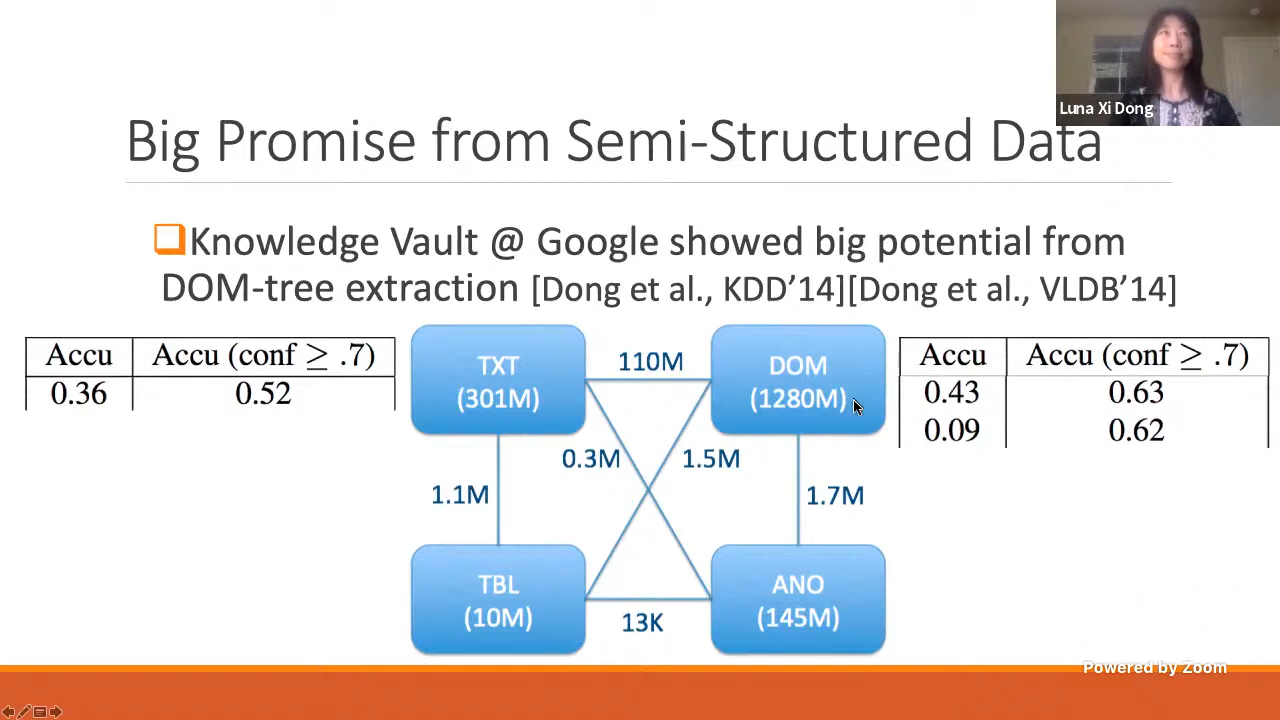 Luna Xi Dong
Big Promise from Semi-Structured Data
Knowledge Vault @ Google showed big potential from
DOM-tree extraction [Dong et al., KDD’14][Dong et al., VLDB’14]
Accu Accu (conf ≥ .7)
0.36 0.52
TXT
(301M)
110M
DOM
(1280M)
Accu Accu (conf ≥ .7)
0.43 0.63
0.09 0.62
0.3M
1.5M
1.1M
1.7M
TBL
(10M)
13K
ANO
(145M)
Powered by Zoom